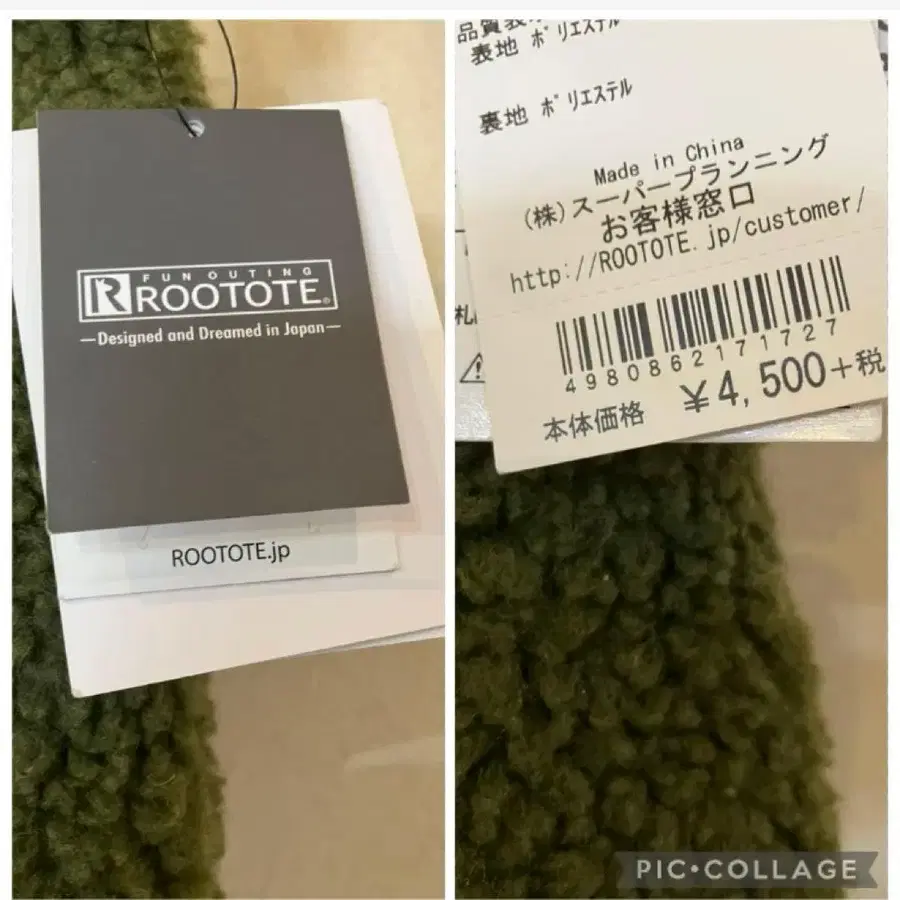 FUN OUTING
ROOTOTE®
—Designed and Dreamed in Japan—
ROOTOTE.jp
表地 ポリエステル
裏地 ポリエステル
Made in China
(株)スーパープランニング
お客様窓口
http://ROOTOTE.jp/customer/
4980862171727
本体価格 ¥4,500+税
PIC•COLLAGE